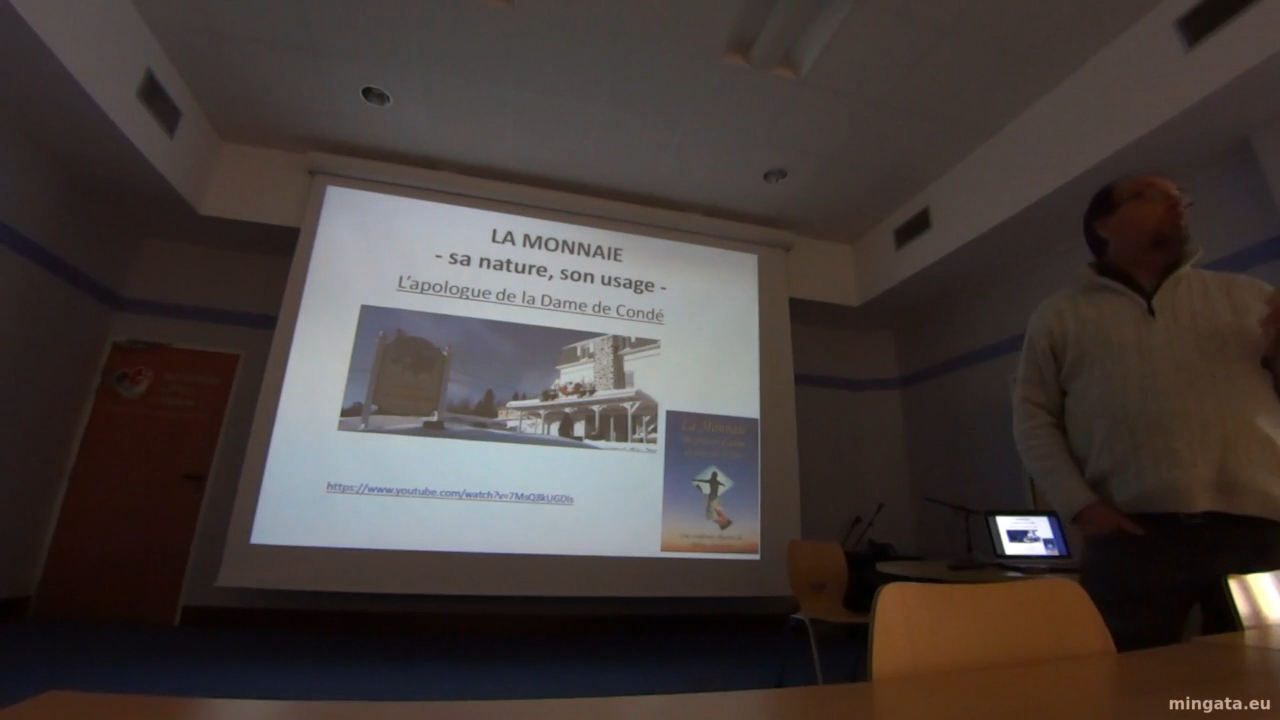 LA MONNAIE
- sa nature, son usage -
L'apologue de la Dame de Condé
La Monnaie
https://www.youtube.com/watch?v=7MsQ8kUGDis
mingata.eu